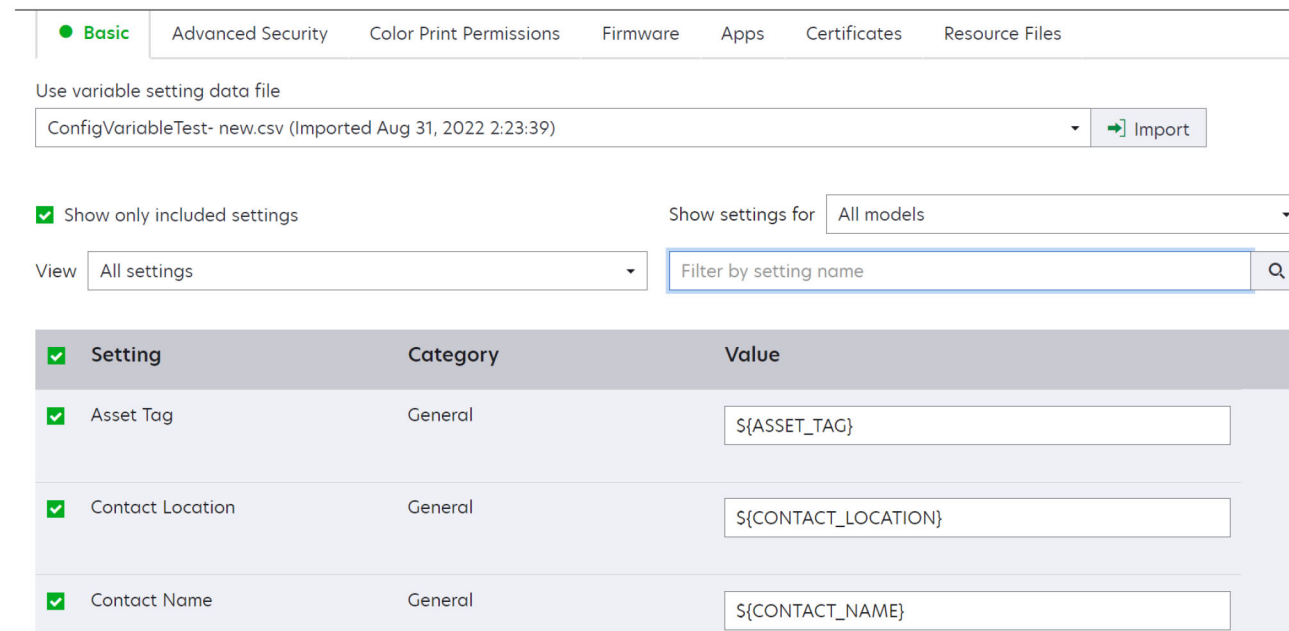 Basic Advanced Security Color Print Permissions Firmware Apps Certificates Resource Files
Use variable setting data file
ConfigVariableTest- new.csv (Imported Aug 31, 2022 2:23:39) Import
Show only included settings Show settings for All models
View All settings Filter by setting name
Setting Category Value
Asset Tag General ${ASSET_TAG}
Contact Location General ${CONTACT_LOCATION}
Contact Name General ${CONTACT_NAME}